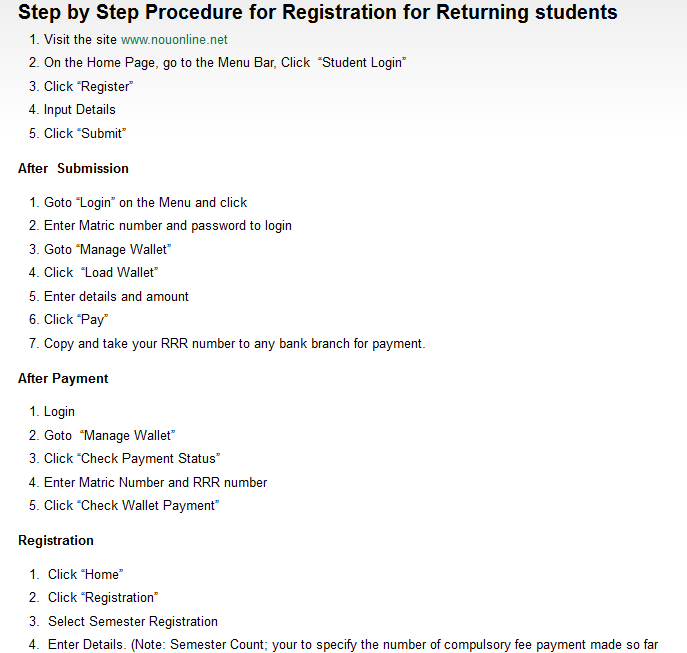 Step by Step Procedure for Registration for Returning students
1. Visit the site www.nouonline.net
2. On the Home Page, go to the Menu Bar, Click  “Student Login”
3. Click “Register”
4. Input Details
5. Click “Submit”
After  Submission
1. Goto “Login” on the Menu and click
2. Enter Matric number and password to login
3. Goto “Manage Wallet”
4. Click  “Load Wallet”
5. Enter details and amount
6. Click “Pay”
7. Copy and take your RRR number to any bank branch for payment.
After Payment
1. Login
2. Goto  “Manage Wallet”
3. Click “Check Payment Status”
4. Enter Matric Number and RRR number
5. Click “Check Wallet Payment”
Registration
1.  Click “Home”
2.  Click “Registration”
3.  Select Semester Registration
4.  Enter Details. (Note: Semester Count; your to specify the number of compulsory fee payment made so far